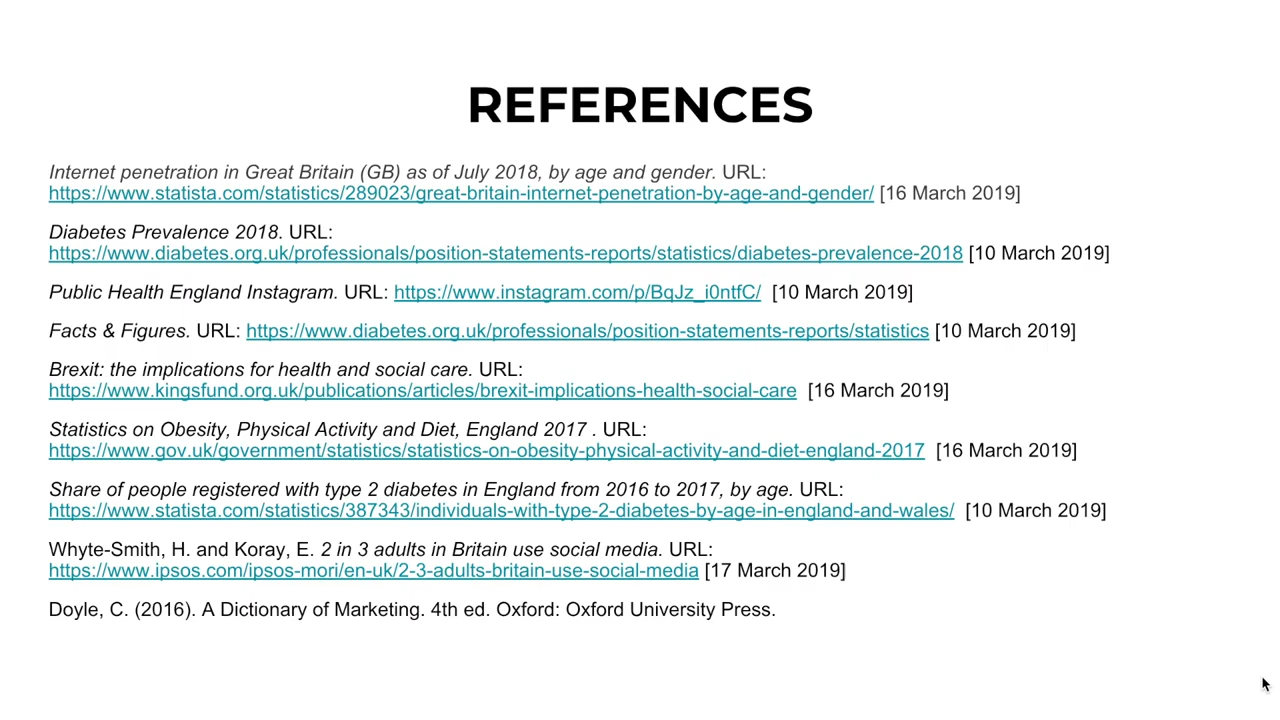 REFERENCES
Internet penetration in Great Britain (GB) as of July 2018, by age and gender. URL:
https://www.statista.com/statistics/289023/great-britain-internet-penetration-by-age-and-gender/ [16 March 2019]
Diabetes Prevalence 2018. URL:
https://www.diabetes.org.uk/professionals/position-statements-reports/statistics/diabetes-prevalence-2018 [10 March 2019]
Public Health England Instagram. URL: https://www.instagram.com/p/BqJz_i0ntfC/ [10 March 2019]
Facts & Figures. URL: https://www.diabetes.org.uk/professionals/position-statements-reports/statistics [10 March 2019]
Brexit: the implications for health and social care. URL:
https://www.kingsfund.org.uk/publications/articles/brexit-implications-health-social-care [16 March 2019]
Statistics on Obesity, Physical Activity and Diet, England 2017 . URL:
https://www.gov.uk/government/statistics/statistics-on-obesity-physical-activity-and-diet-england-2017 [16 March 2019]
Share of people registered with type 2 diabetes in England from 2016 to 2017, by age. URL:
https://www.statista.com/statistics/387343/individuals-with-type-2-diabetes-by-age-in-england-and-wales/ [10 March 2019]
Whyte-Smith, H. and Koray, E. 2 in 3 adults in Britain use social media. URL:
https://www.ipsos.com/ipsos-mori/en-uk/2-3-adults-britain-use-social-media [17 March 2019]
Doyle, C. (2016). A Dictionary of Marketing. 4th ed. Oxford: Oxford University Press.